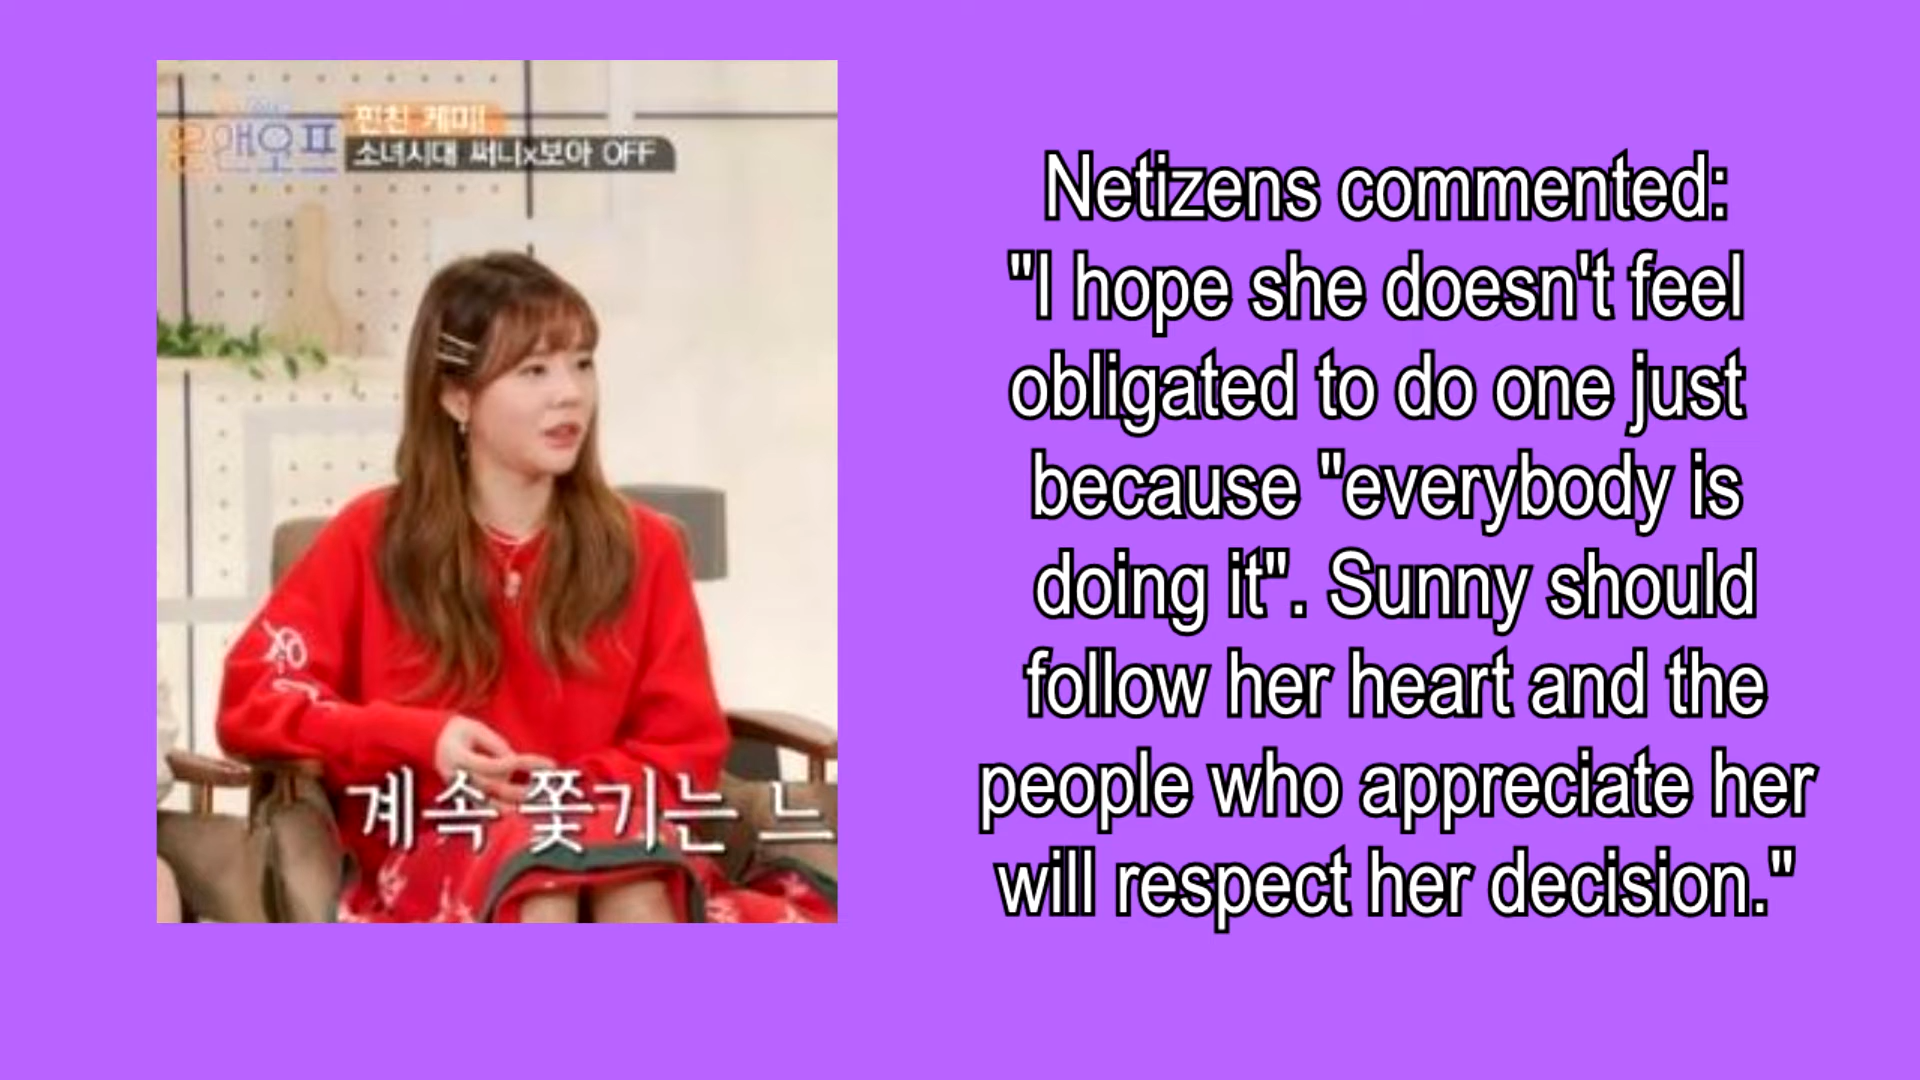 온앤오프
찐친 케미!
소녀시대 써니x보아 OFF
계속 쫓기는 느
Netizens commented:
"I hope she doesn't feel
obligated to do one just
because "everybody is
doing it". Sunny should
follow her heart and the
people who appreciate her
will respect her decision."